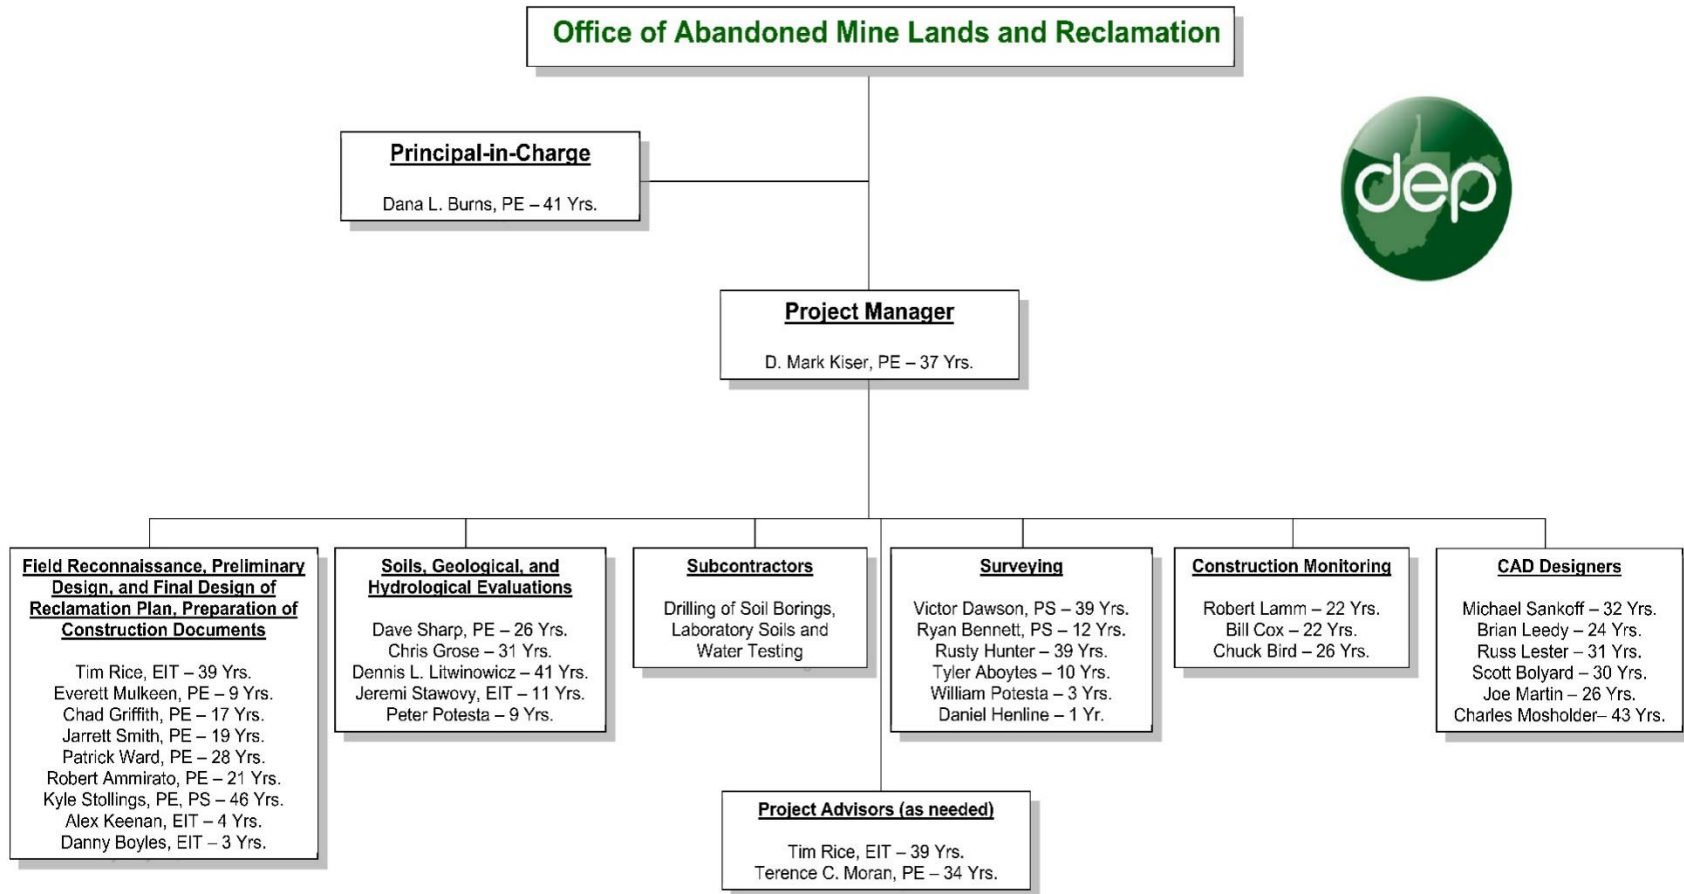 Office of Abandoned Mine Lands and Reclamation
Principal-in-Charge
Dana L. Burns, PE – 41 Yrs.
dep
Project Manager
D. Mark Kiser, PE – 37 Yrs.
Field Reconnaissance, Preliminary
Design, and Final Design of
Reclamation Plan, Preparation of
Construction Documents
Tim Rice, EIT – 39 Yrs.
Everett Mulkeen, PE – 9 Yrs.
Chad Griffith, PE – 17 Yrs.
Jarrett Smith, PE – 19 Yrs.
Patrick Ward, PE – 28 Yrs.
Robert Ammirato, PE – 21 Yrs.
Kyle Stollings, PE, PS – 46 Yrs.
Alex Keenan, EIT – 4 Yrs.
Danny Boyles, EIT – 3 Yrs.
Soils, Geological, and
Hydrological Evaluations
Dave Sharp, PE – 26 Yrs.
Chris Grose – 31 Yrs.
Dennis L. Litwinowicz – 41 Yrs.
Jeremi Stawovy, EIT – 11 Yrs.
Peter Potesta – 9 Yrs.
Subcontractors
Drilling of Soil Borings,
Laboratory Soils and
Water Testing
Surveying
Victor Dawson, PS – 39 Yrs.
Ryan Bennett, PS – 12 Yrs.
Rusty Hunter – 39 Yrs.
Tyler Aboytes – 10 Yrs.
William Potesta – 3 Yrs.
Daniel Henline – 1 Yr.
Construction Monitoring
Robert Lamm – 22 Yrs.
Bill Cox – 22 Yrs.
Chuck Bird – 26 Yrs.
CAD Designers
Michael Sankoff – 32 Yrs.
Brian Leedy – 24 Yrs.
Russ Lester – 31 Yrs.
Scott Bolyard – 30 Yrs.
Joe Martin – 26 Yrs.
Charles Mosholder– 43 Yrs.
Project Advisors (as needed)
Tim Rice, EIT – 39 Yrs.
Terence C. Moran, PE – 34 Yrs.